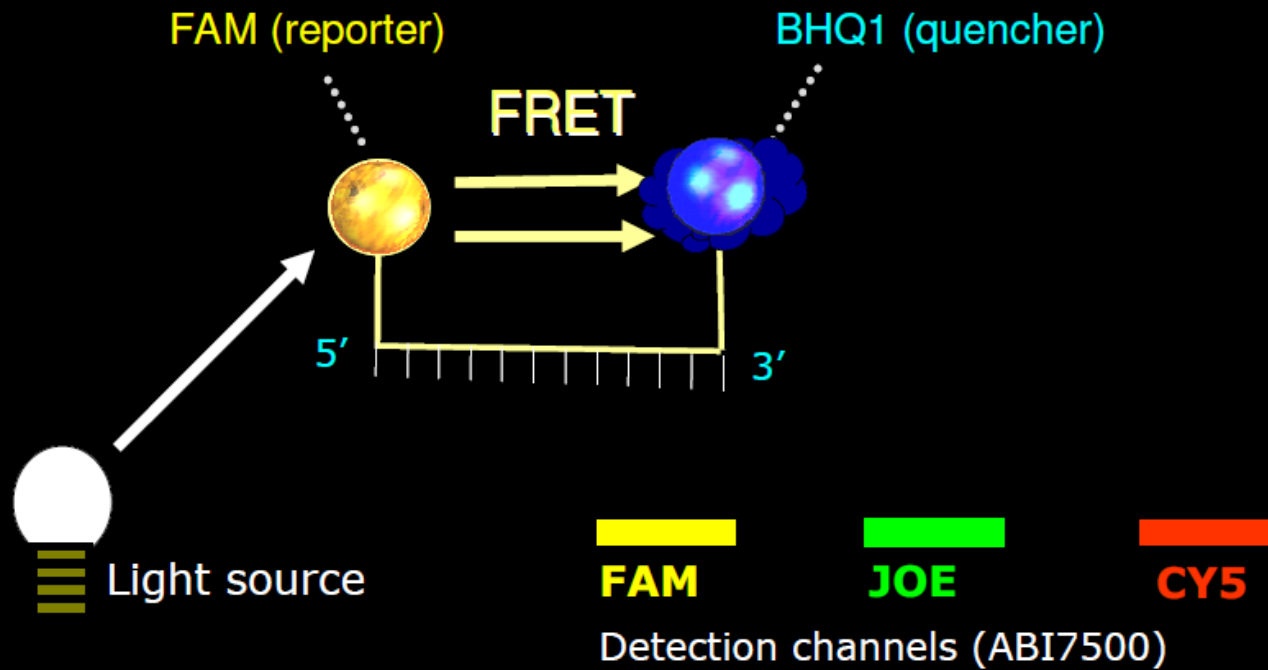 FAM (reporter)
BHQ1 (quencher)
FRET
5′
3′
Light source
FAM
JOE
CY5
Detection channels (ABI7500)